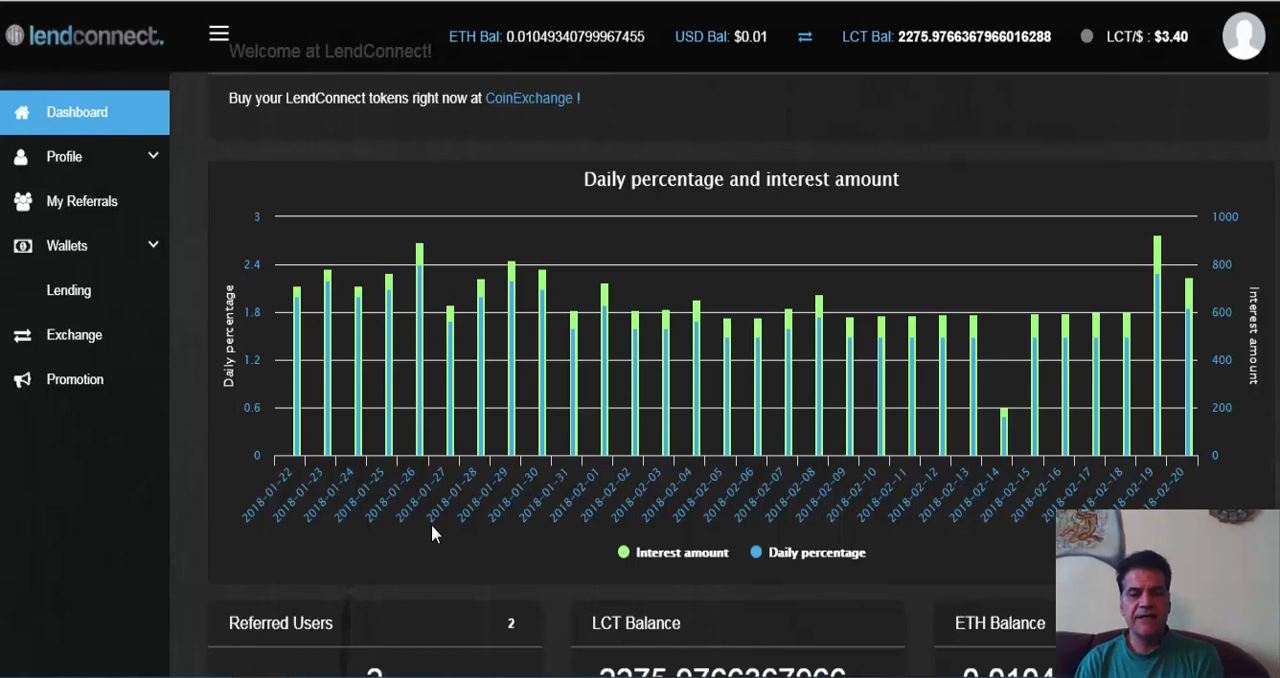 lendconnect.
ETH Bal: 0.01049340799967455
USD Bal: $0.01
LCT Bal: 2275.9766367966016288
LCT/$ : $3.40
Welcome at LendConnect!
Buy your LendConnect tokens right now at CoinExchange !
Dashboard
Profile
My Referrals
Wallets
Lending
Exchange
Promotion
Daily percentage and interest amount
3
2.4
1.8
1.2
0.6
0
Daily percentage
1000
800
600
400
200
0
Interest amount
2018-01-22
2018-01-23
2018-01-24
2018-01-25
2018-01-26
2018-01-27
2018-01-28
2018-01-29
2018-01-30
2018-01-31
2018-02-01
2018-02-02
2018-02-03
2018-02-04
2018-02-05
2018-02-06
2018-02-07
2018-02-08
2018-02-09
2018-02-10
2018-02-11
2018-02-12
2018-02-13
2018-02-14
2018-02-15
2018-02-16
2018-02-17
2018-02-18
2018-02-19
18-02-20
Interest amount
Daily percentage
Referred Users 2
LCT Balance
ETH Balance
2
2275.9766367966
0.0104